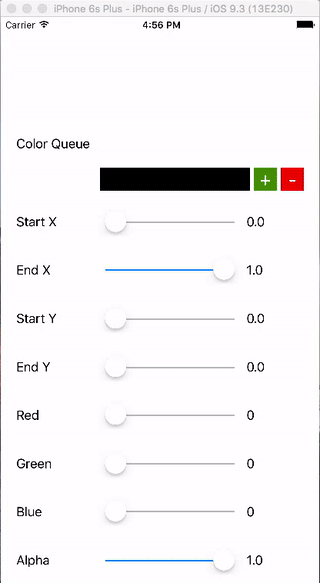 iPhone 6s Plus - iPhone 6s Plus / iOS 9.3 (13E230)
Carrier 4:56 PM
Color Queue
+ -
Start X 0.0
End X 1.0
Start Y 0.0
End Y 0.0
Red 0
Green 0
Blue 0
Alpha 1.0